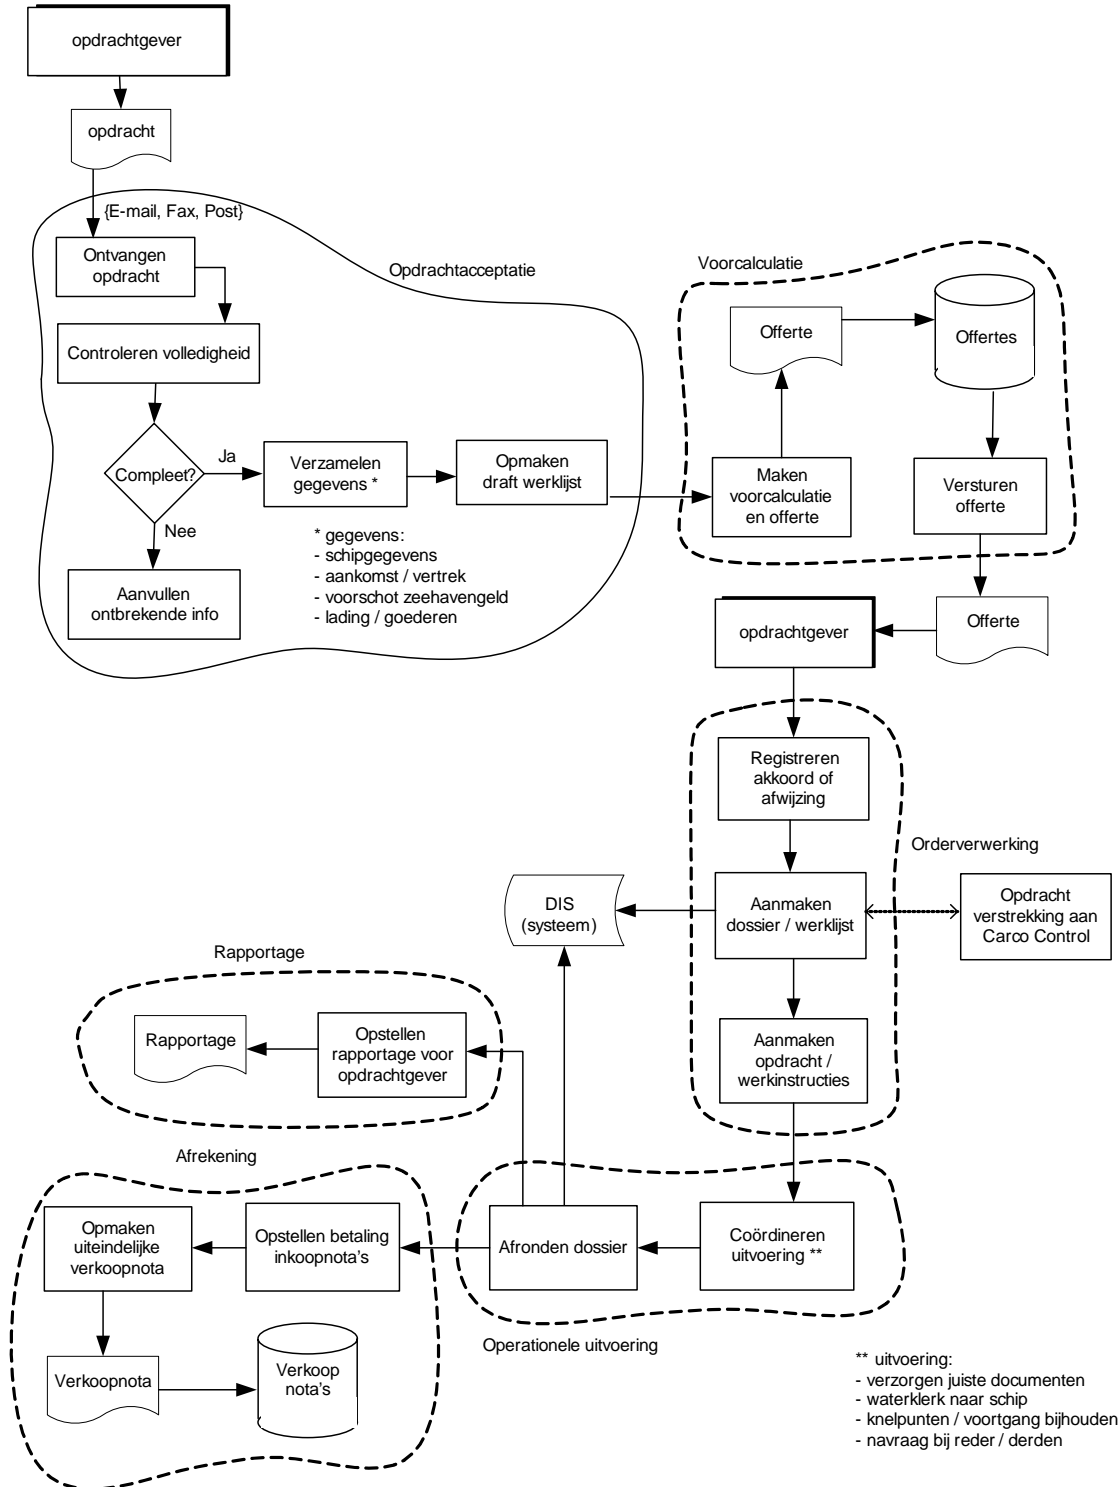 opdrachtgever
opdracht
{E-mail, Fax, Post}
Ontvangen
opdracht
Opdrachtacceptatie
Controleren volledigheid
Compleet?
Ja
Nee
Verzamelen
gegevens *
Opmaken
draft werklijst
Aanvullen
ontbrekende info
* gegevens:
- schipgegevens
- aankomst / vertrek
- voorschot zeehavengeld
- lading / goederen
Voorcalculatie
Offerte
Offertes
Maken
voorcalculatie
en offerte
Versturen
offerte
Offerte
opdrachtgever
Registreren
akkoord of
afwijzing
Orderverwerking
Aanmaken
dossier / werklijst
Opdracht
verstrekking aan
Carco Control
DIS
(systeem)
Aanmaken
opdracht /
werkinstructies
Rapportage
Rapportage
Opstellen
rapportage voor
opdrachtgever
Afrekening
Opmaken
uiteindelijke
verkoopnota
Opstellen betaling
inkoopnota's
Afronden dossier
Coördineren
uitvoering **
Operationele uitvoering
Verkoopnota
Verkoop
nota's
** uitvoering:
- verzorgen juiste documenten
- waterklerk naar schip
- knelpunten / voortgang bijhouden
- navraag bij reder / derden